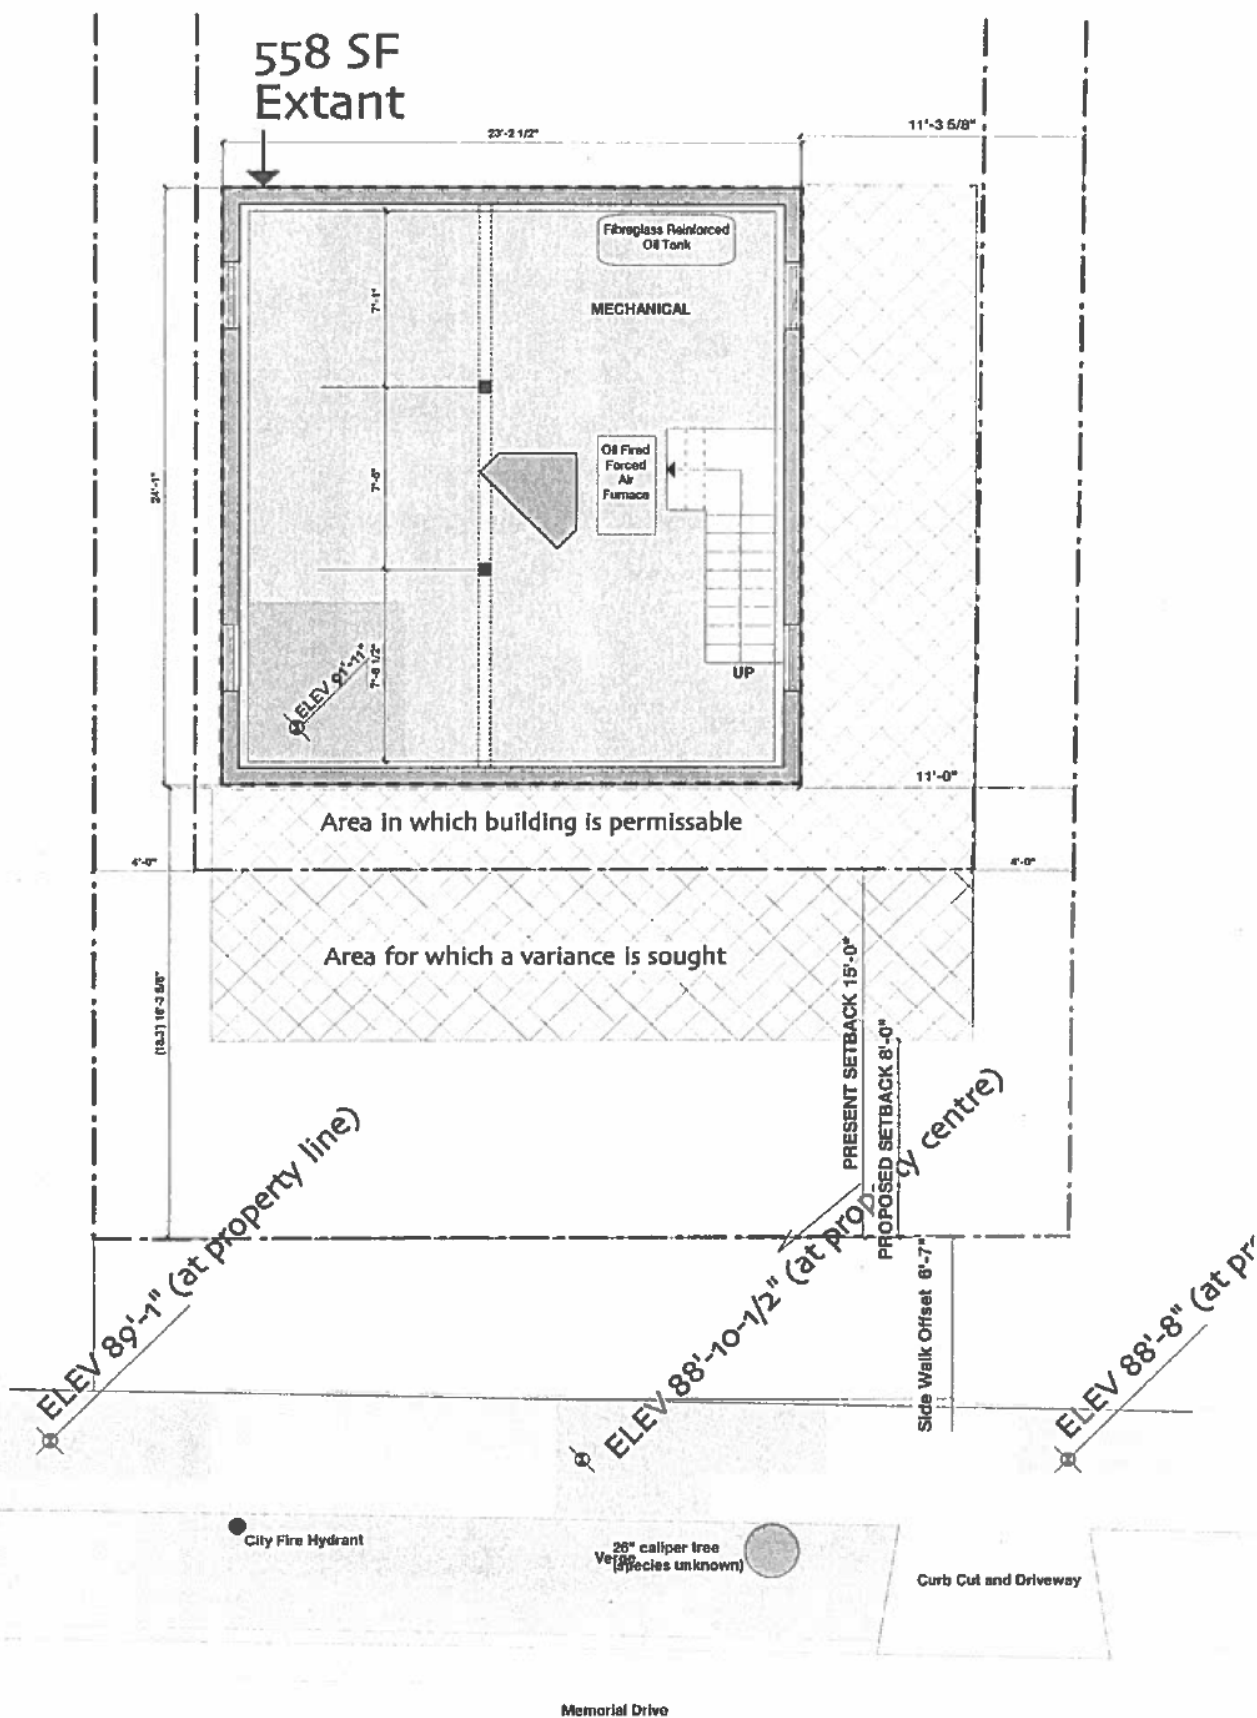 558 SF
Extant
23'-2 1/2"
11'-3 5/8"
Fibreglass Reinforced
Oil Tank
7'-1"
MECHANICAL
24'-1"
7'-5"
Oil Fired
Forced
Air
Furnace
ELEV 91'-11"
7'-8 1/2"
UP
11'-0"
Area in which building is permissable
4'-0"
Area for which a variance is sought
PRESENT SETBACK 15'-0"
PROPOSED SETBACK 8'-0"
ELEV 89'-1" (at property line)
ELEV 88'-10-1/2" (at prop y centre)
Side Walk Offset 6'-7"
ELEV 88'-8" (at pr
City Fire Hydrant
26" caliper tree
Verge
(species unknown)
Curb Cut and Driveway
Memorial Drive